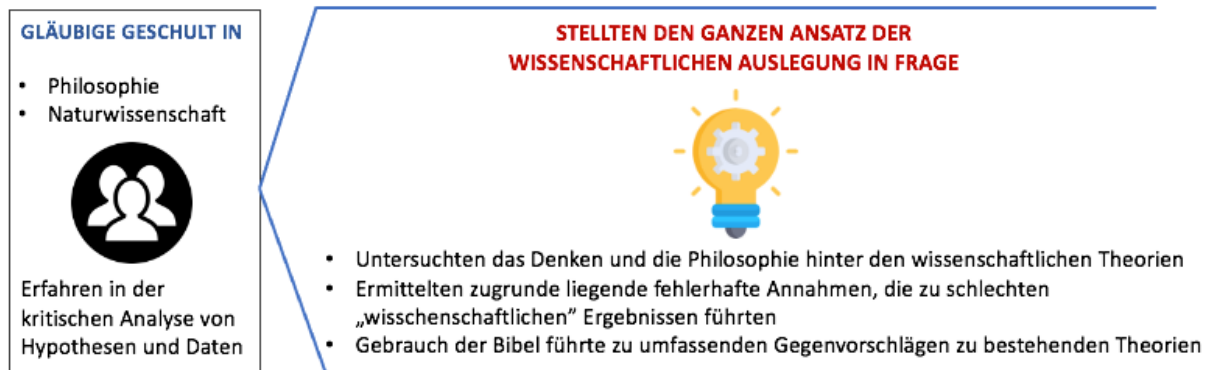 GLÄUBIGE GESCHULT IN
• Philosophie
• Naturwissenschaft
Erfahren in der
kritischen Analyse von
Hypothesen und Daten
STELLTEN DEN GANZEN ANSATZ DER
WISSENSCHAFTLICHEN AUSLEGUNG IN FRAGE
• Untersuchten das Denken und die Philosophie hinter den wissenschaftlichen Theorien
• Ermittelten zugrunde liegende fehlerhafte Annahmen, die zu schlechten
„wisschenschaftlichen” Ergebnissen führten
• Gebrauch der Bibel führte zu umfassenden Gegenvorschlägen zu bestehenden Theorien